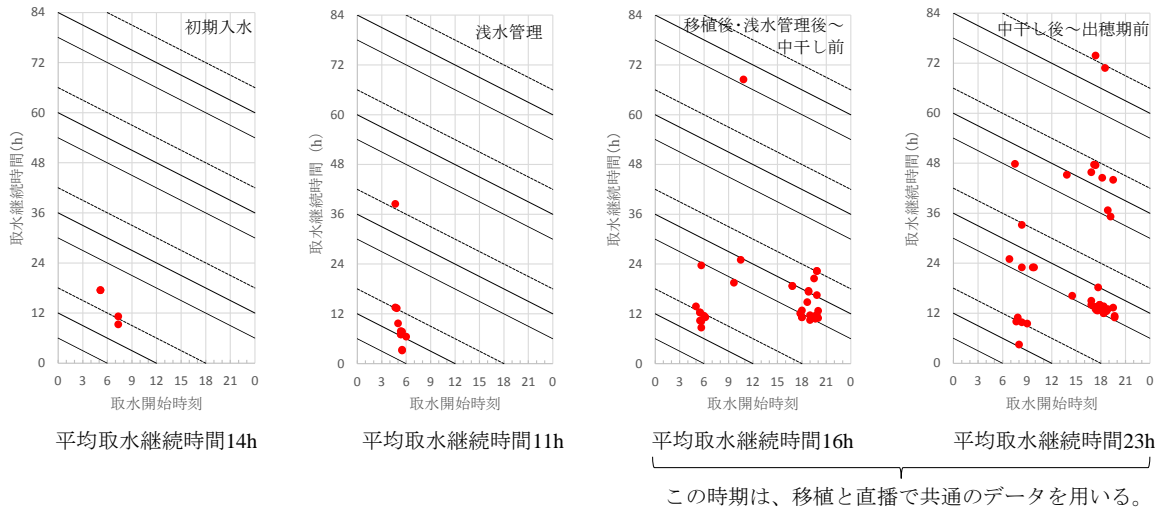 初期入水
84
72
60
48
36
24
12
0
取水継続時間(h)
0 3 6 9 12 15 18 21 0
取水開始時刻
平均取水継続時間14h
浅水管理
84
72
60
48
36
24
12
0
取水継続時間 (h)
0 3 6 9 12 15 18 21 0
取水開始時刻
平均取水継続時間11h
移植後・浅水管理後～
中干し前
84
72
60
48
36
24
12
0
取水継続時間(h)
0 3 6 9 12 15 18 21 0
取水開始時刻
平均取水継続時間16h
中干し後～出穂期前
84
72
60
48
36
24
12
0
取水継続時間(h)
0 3 6 9 12 15 18 21 0
取水開始時刻
平均取水継続時間23h
この時期は、移植と直播で共通のデータを用いる。